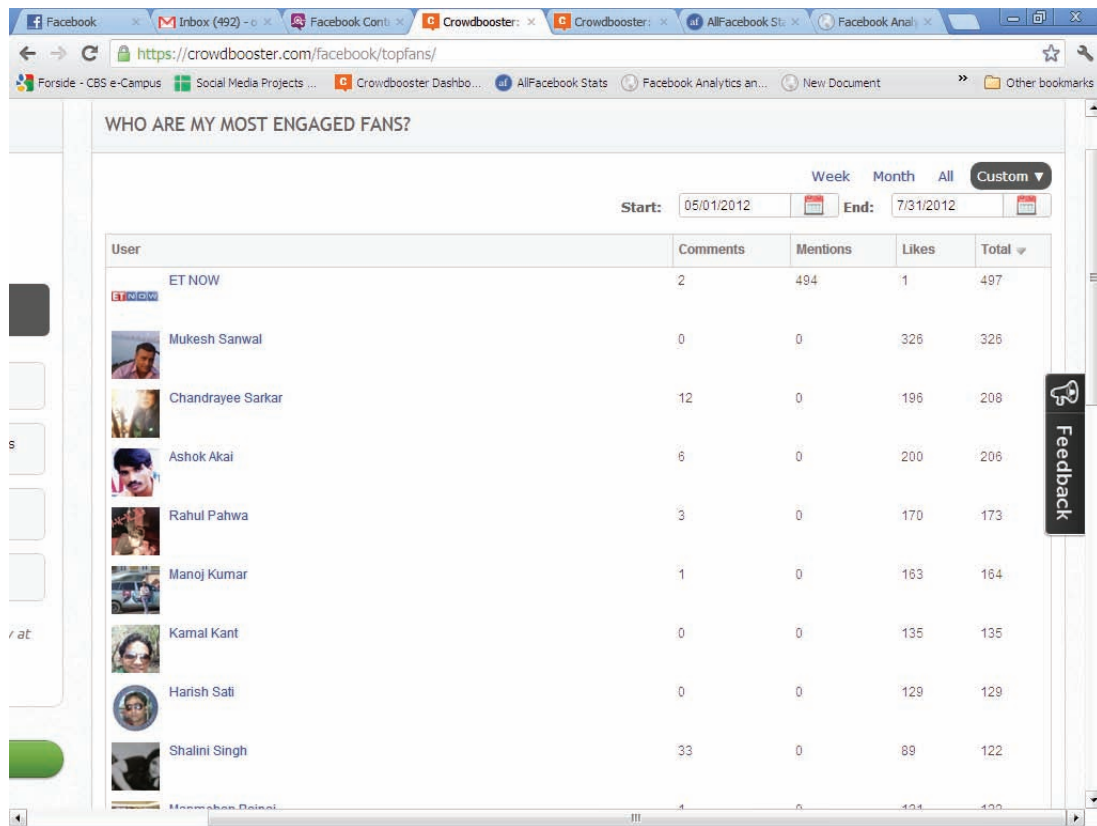 Facebook Inbox (492) - Facebook Conti Crowdbooster: Crowdbooster: AllFacebook Sta Facebook Analy
https://crowdbooster.com/facebook/topfans/
Forside - CBS e-Campus Social Media Projects ... Crowdbooster Dashbo... AllFacebook Stats Facebook Analytics an... New Document » Other bookmarks
WHO ARE MY MOST ENGAGED FANS?
Week Month All Custom ▼
Start: 05/01/2012 End: 7/31/2012
User Comments Mentions Likes Total
ET NOW 2 494 1 497
ET NOW
Mukesh Sanwal 0 0 326 326
Chandrayee Sarkar 12 0 196 208
s
Ashok Akai 6 0 200 206
Feedback
Rahul Pahwa 3 0 170 173
Manoj Kumar 1 0 163 164
at
Kamal Kant 0 0 135 135
Harish Sati 0 0 129 129
Shalini Singh 33 0 89 122